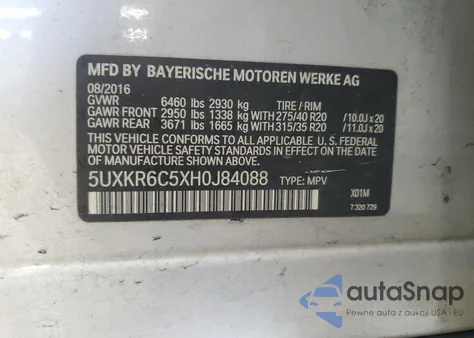 MFD BY BAYERISCHE MOTOREN WERKE AG
08/2016
GVWR 6460 lbs 2930 kg TIRE / RIM
GAWR FRONT 2950 lbs 1338 kg WITH 275/40 R20 /10.0J x 20
GAWR REAR 3671 lbs 1665 kg WITH 315/35 R20 /11.0J x 20
THIS VEHICLE CONFORMS TO ALL APPLICABLE U. S. FEDERAL
MOTOR VEHICLE SAFETY STANDARDS IN EFFECT ON THE DATE OF
MANUFACTURE SHOWN ABOVE.
5UXKR6C5XH0J84088 TYPE: MPV
X01M
7 320 729
autoSnap
Pewne auto z aukcji USA i EU